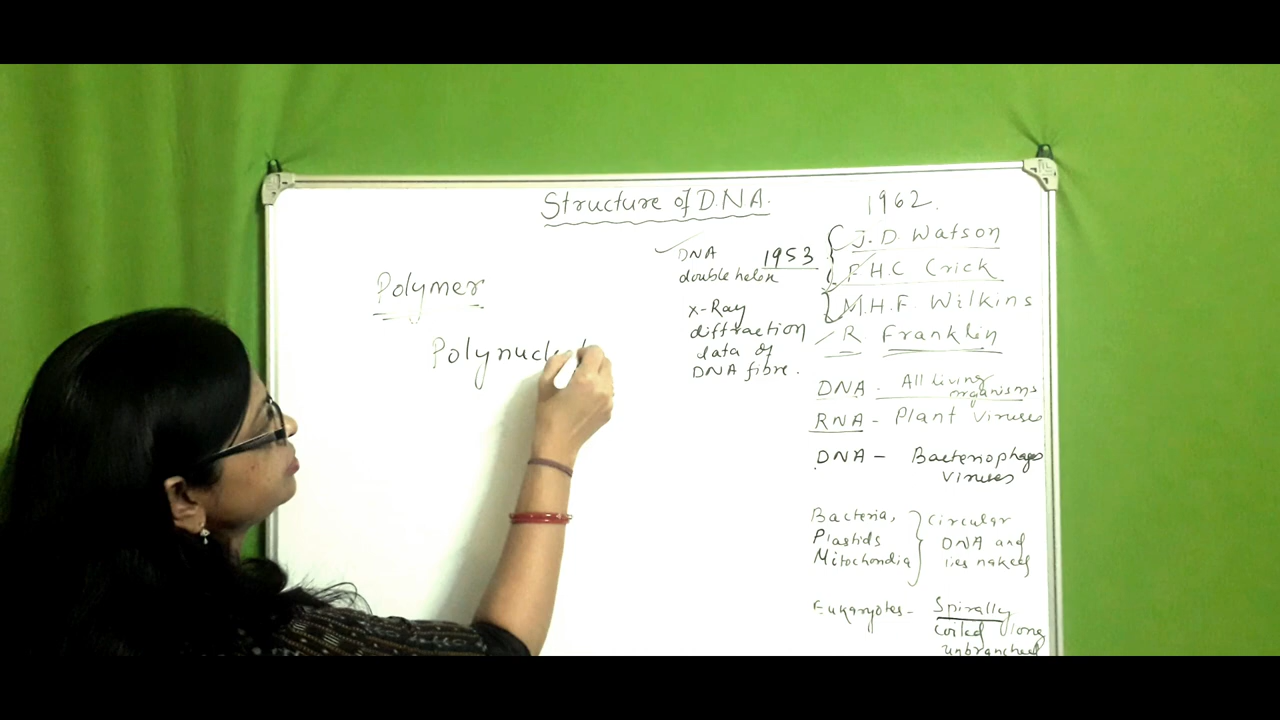 Structure of D.N.A.
1962.
J. D. Watson
F. H. C Crick
M. H. F. Wilkins
R Franklin
DNA
double helix
1953
x-Ray
diffraction
data of
DNA fibre.
Polymer
Polynucleot
DNA - All living
organisms
RNA - Plant Viruses
DNA - Bacteriophages
Viruses
Bacteria,
Plastids
Mitochondia
Circular
DNA and
lies naked
Eukaryotes - Spirally
coiled long
unbranched